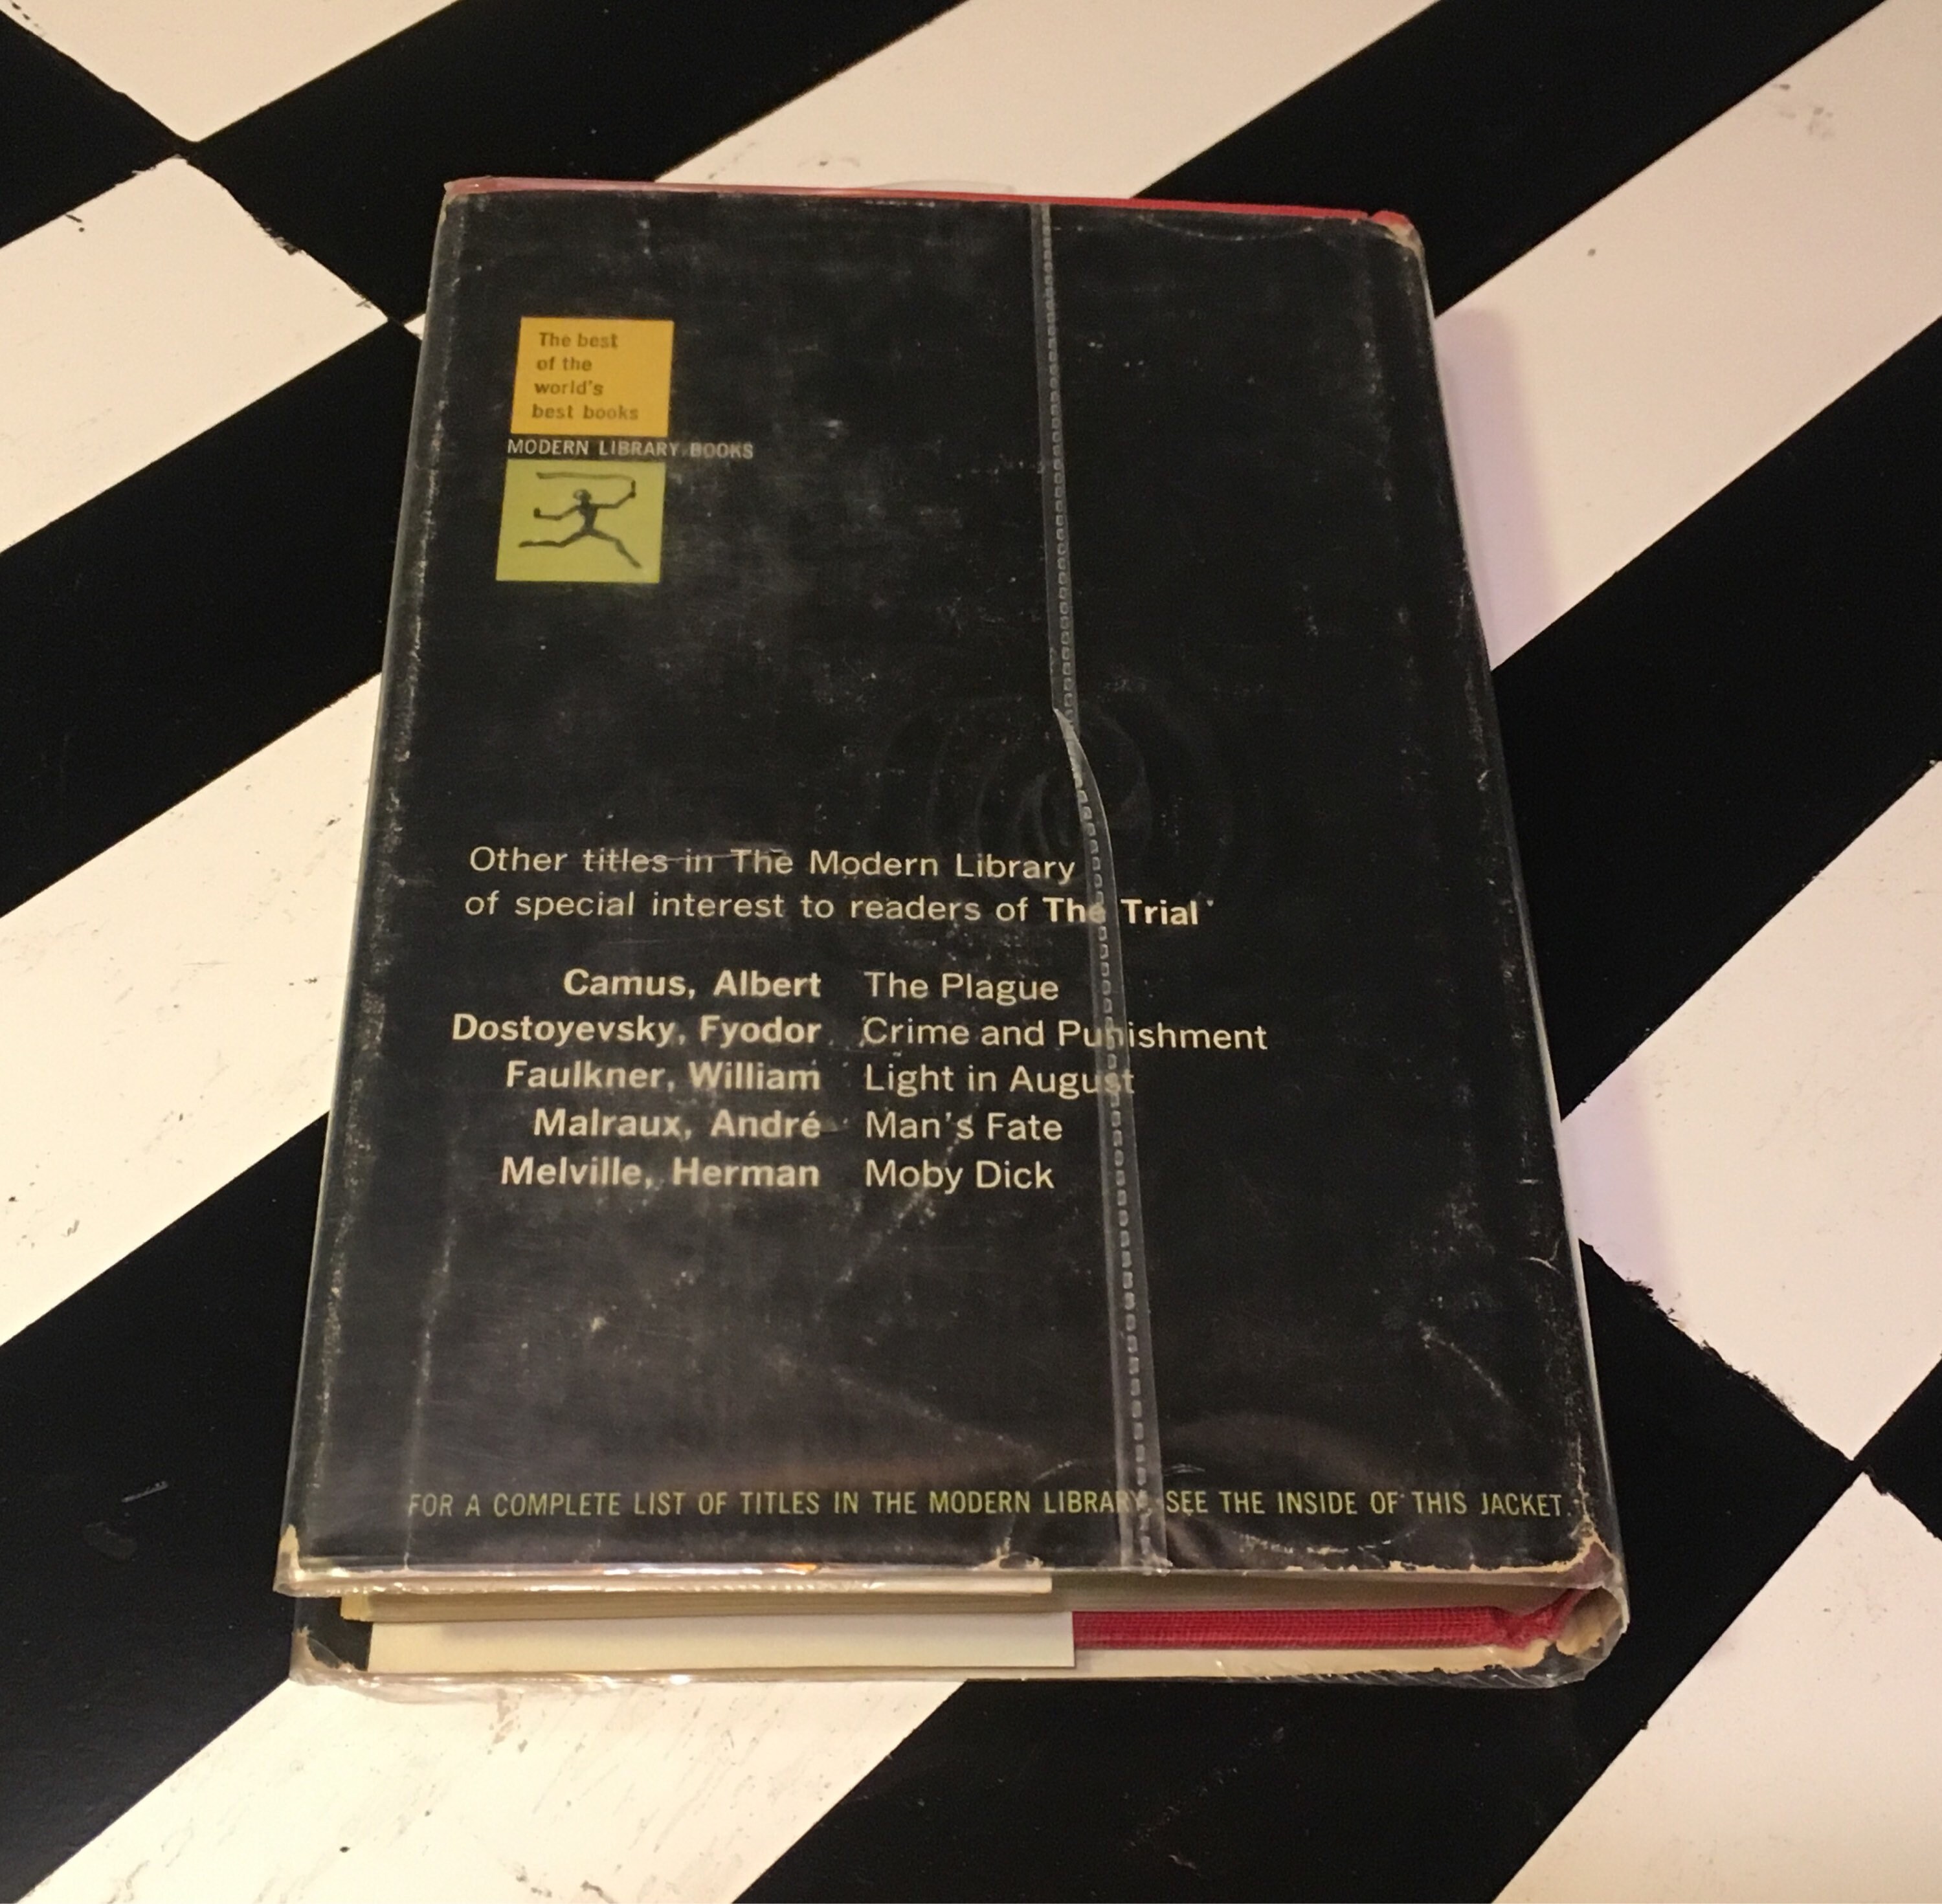 The best
of the
world's
best books
MODERN LIBRARY BOOKS
Other titles in The Modern Library
of special interest to readers of The Trial
Camus, Albert The Plague
Dostoyevsky, Fyodor Crime and Punishment
Faulkner, William Light in August
Malraux, André Man's Fate
Melville, Herman Moby Dick
FOR A COMPLETE LIST OF TITLES IN THE MODERN LIBRARY, SEE THE INSIDE OF THIS JACKET.